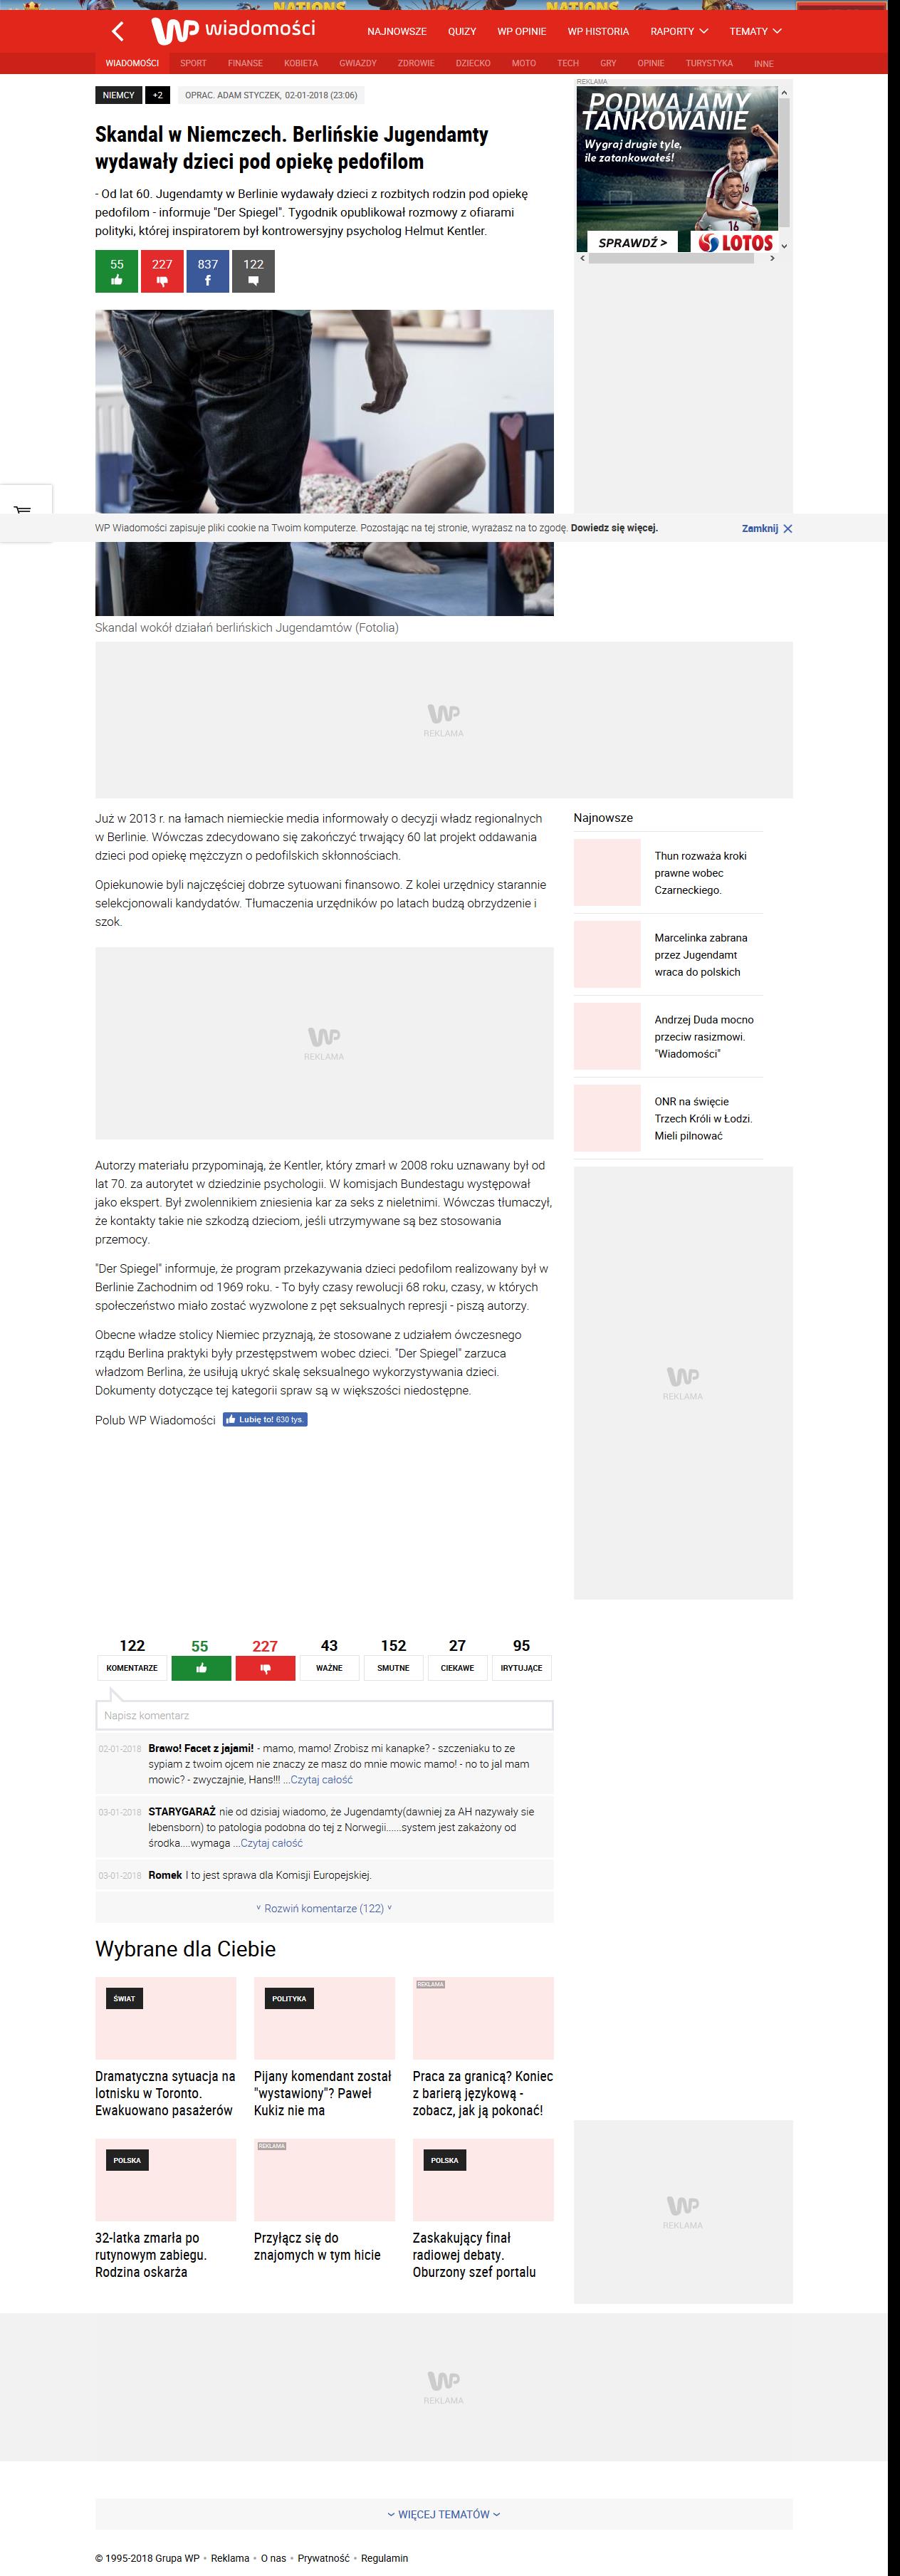 NATIONS NATIONS
WP wiadomości
NAJNOWSZE QUIZY WP OPINIE WP HISTORIA RAPORTY TEMATY
WIADOMOŚCI SPORT FINANSE KOBIETA GWIAZDY ZDROWIE DZIECKO MOTO TECH GRY OPINIE TURYSTYKA INNE
NIEMCY +2 OPRAC. ADAM STYCZEK, 02-01-2018 (23:06)
Skandal w Niemczech. Berlińskie Jugendamty
wydawały dzieci pod opiekę pedofilom
- Od lat 60. Jugendamty w Berlinie wydawały dzieci z rozbitych rodzin pod opiekę
pedofilom - informuje "Der Spiegel". Tygodnik opublikował rozmowy z ofiarami
polityki, której inspiratorem był kontrowersyjny psycholog Helmut Kentler.
55 227 837 122
REKLAMA
PODWAJAMY
TANKOWANIE
Wygraj drugie tyle,
ile zatankowałeś!
16
16
SPRAWDŹ > LOTOS
WP Wiadomości zapisuje pliki cookie na Twoim komputerze. Pozostając na tej stronie, wyrażasz na to zgodę. Dowiedz się więcej. Zamknij
Skandal wokół działań berlińskich Jugendamtów (Fotolia)
WP
REKLAMA
Już w 2013 r. na łamach niemieckie media informowały o decyzji władz regionalnych
w Berlinie. Wówczas zdecydowano się zakończyć trwający 60 lat projekt oddawania
dzieci pod opiekę mężczyzn o pedofilskich skłonnościach.
Opiekunowie byli najczęściej dobrze sytuowani finansowo. Z kolei urzędnicy starannie
selekcjonowali kandydatów. Tłumaczenia urzędników po latach budzą obrzydzenie i
szok.
WP
REKLAMA
Autorzy materiału przypominają, że Kentler, który zmarł w 2008 roku uznawany był od
lat 70. za autorytet w dziedzinie psychologii. W komisjach Bundestagu występował
jako ekspert. Był zwolennikiem zniesienia kar za seks z nieletnimi. Wówczas tłumaczył,
że kontakty takie nie szkodzą dzieciom, jeśli utrzymywane są bez stosowania
przemocy.
"Der Spiegel" informuje, że program przekazywania dzieci pedofilom realizowany był w
Berlinie Zachodnim od 1969 roku. - To były czasy rewolucji 68 roku, czasy, w których
społeczeństwo miało zostać wyzwolone z pęt seksualnych represji - piszą autorzy.
Obecne władze stolicy Niemiec przyznają, że stosowane z udziałem ówczesnego
rządu Berlina praktyki były przestępstwem wobec dzieci. "Der Spiegel" zarzuca
władzom Berlina, że usiłują ukryć skalę seksualnego wykorzystywania dzieci.
Dokumenty dotyczące tej kategorii spraw są w większości niedostępne.
Polub WP Wiadomości Lubię to! 630 tys.
Najnowsze
Thun rozważa kroki
prawne wobec
Czarneckiego.
Marcelinka zabrana
przez Jugendamt
wraca do polskich
Andrzej Duda mocno
przeciw rasizmowi.
"Wiadomości"
ONR na święcie
Trzech Króli w Łodzi.
Mieli pilnować
WP
REKLAMA
122 55 227 43 152 27 95
KOMENTARZE WAŻNE SMUTNE CIEKAWE IRYTUJĄCE
Napisz komentarz
02-01-2018 Brawo! Facet z jajami! - mamo, mamo! Zrobisz mi kanapke? - szczeniaku to ze
sypiam z twoim ojcem nie znaczy ze masz do mnie mowic mamo! - no to jal mam
mowic? - zwyczajnie, Hans!!! ...Czytaj całość
03-01-2018 STARYGARAŻ nie od dzisiaj wiadomo, że Jugendamty(dawniej za AH nazywały sie
lebensborn) to patologia podobna do tej z Norwegii......system jest zakażony od
środka....wymaga ...Czytaj całość
03-01-2018 Romek I to jest sprawa dla Komisji Europejskiej.
Rozwiń komentarze (122)
Wybrane dla Ciebie
ŚWIAT
Dramatyczna sytuacja na
lotnisku w Toronto.
Ewakuowano pasażerów
POLITYKA
Pijany komendant został
"wystawiony"? Paweł
Kukiz nie ma
REKLAMA
Praca za granicą? Koniec
z barierą językową -
zobacz, jak ją pokonać!
POLSKA
32-latka zmarła po
rutynowym zabiegu.
Rodzina oskarża
REKLAMA
Przyłącz się do
znajomych w tym hicie
POLSKA
Zaskakujący finał
radiowej debaty.
Oburzony szef portalu
WP
REKLAMA
WP
REKLAMA
WIĘCEJ TEMATÓW
© 1995-2018 Grupa WP • Reklama • O nas • Prywatność • Regulamin